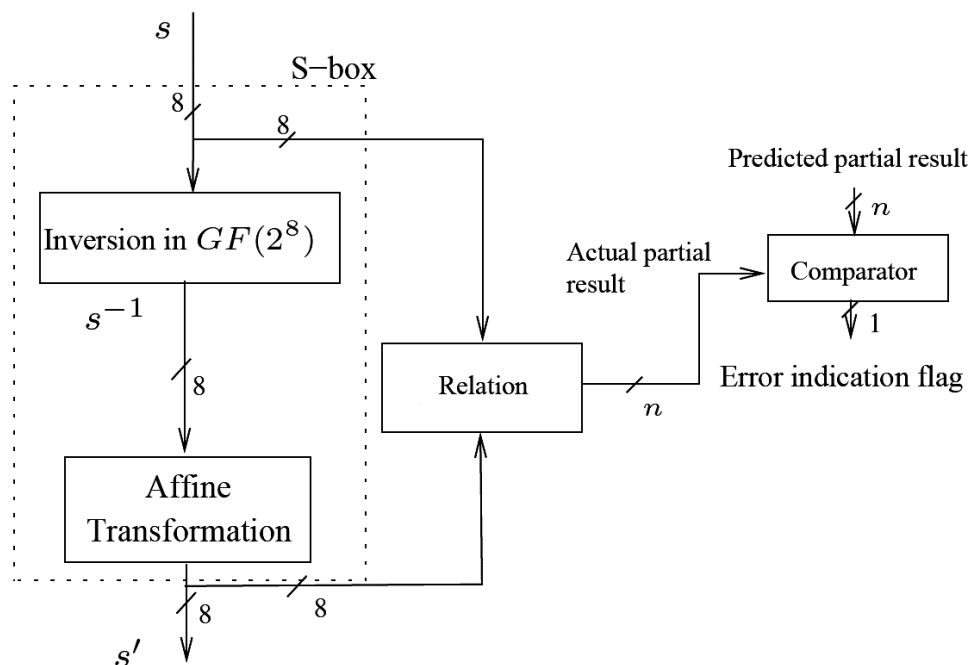 s
S-box
8
8
Predicted partial result
n
Inversion in GF(2^8)
Actual partial
result
Comparator
s^{-1}
1
8
Relation
Error indication flag
n
Affine
Transformation
8
8
s'